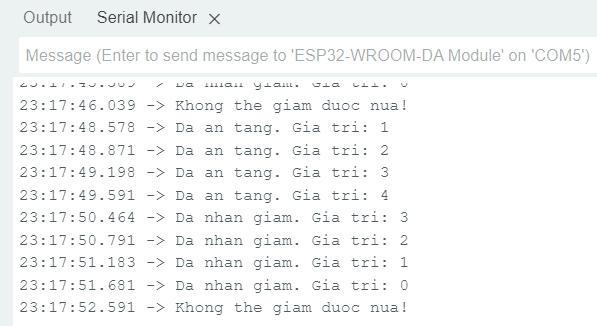 Output Serial Monitor ×
Message (Enter to send message to 'ESP32-WROOM-DA Module' on 'COM5')
-> Da nhan giam. Gia tri: 0
23:17:46.039 -> Khong the giam duoc nua!
23:17:48.578 -> Da an tang. Gia tri: 1
23:17:48.871 -> Da an tang. Gia tri: 2
23:17:49.198 -> Da an tang. Gia tri: 3
23:17:49.591 -> Da an tang. Gia tri: 4
23:17:50.464 -> Da nhan giam. Gia tri: 3
23:17:50.791 -> Da nhan giam. Gia tri: 2
23:17:51.183 -> Da nhan giam. Gia tri: 1
23:17:51.681 -> Da nhan giam. Gia tri: 0
23:17:52.591 -> Khong the giam duoc nua!